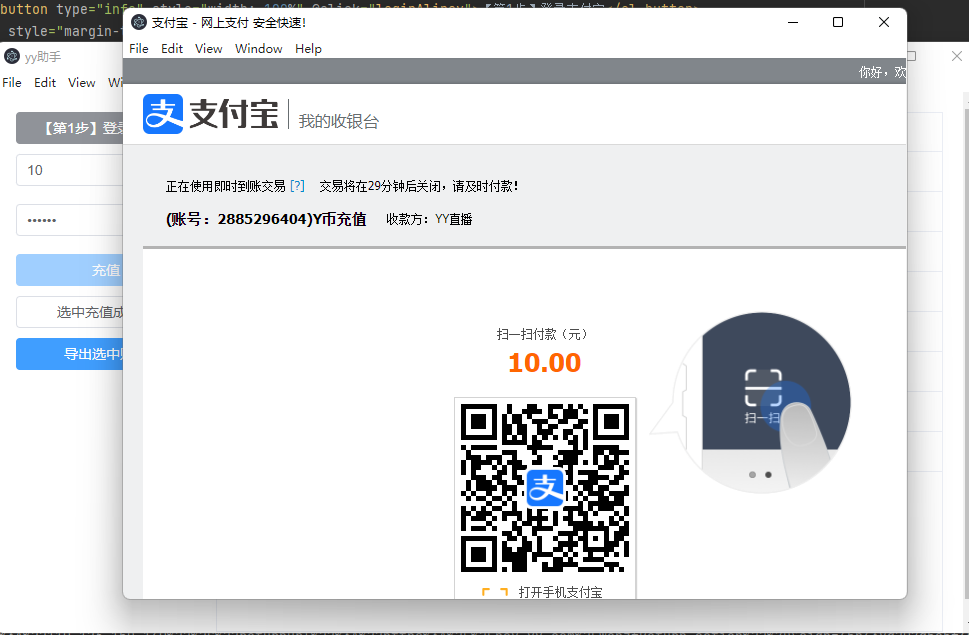 button type="info" style="width: 100%" @click="loginAlipay">【第1步】登录支付宝</el-button>
style="margin-
支付宝 - 网上支付 安全快速!
File Edit View Window Help
yy助手
File Edit View Wi
你好，欢
支付宝 我的收银台
【第1步】登录
10
••••••
充值
选中充值成
导出选中
正在使用即时到账交易 [?] 交易将在29分钟后关闭，请及时付款!
(账号：2885296404)Y币充值 收款方：YY直播
扫一扫付款（元）
10.00
扫一扫
打开手机支付宝